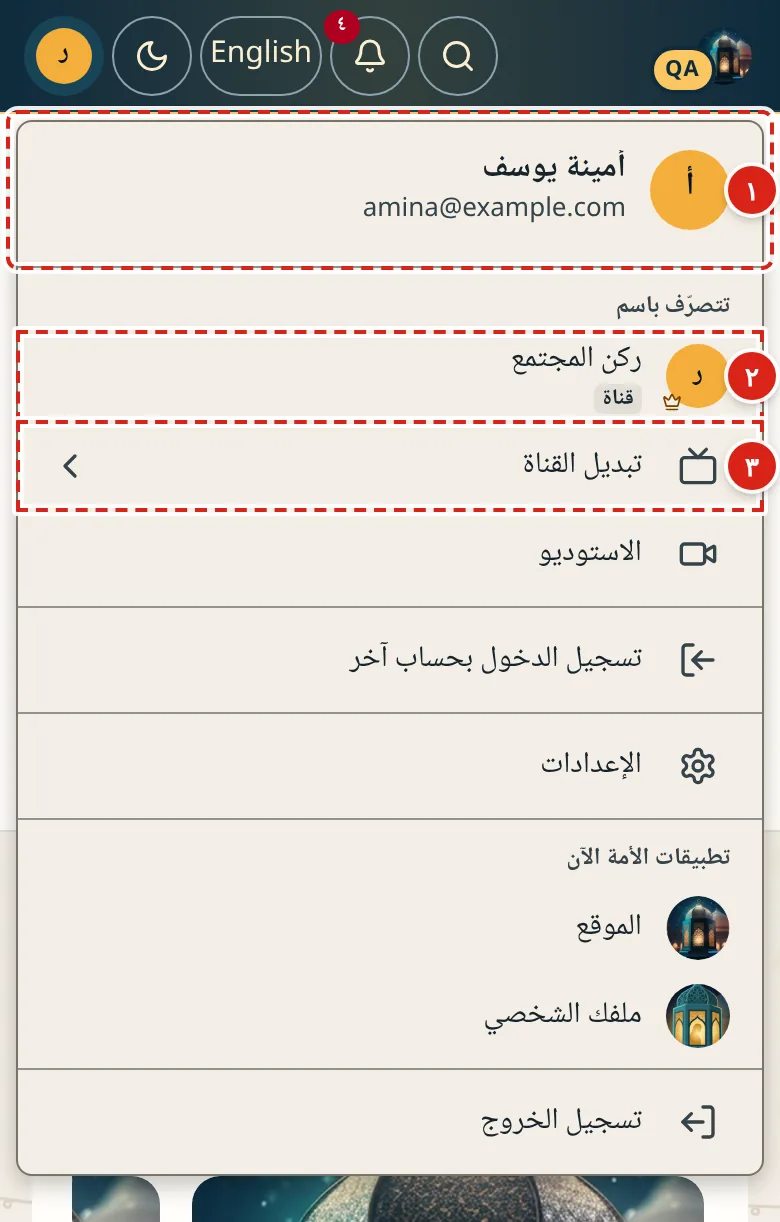 QA
٤
English
ر
أمينة يوسف
amina@example.com
أ
١
تتصرّف باسم
ركن المجتمع
قناة
ر
٢
تبديل القناة
٣
الاستوديو
تسجيل الدخول بحساب آخر
الإعدادات
تطبيقات الأمة الآن
الموقع
ملفك الشخصي
تسجيل الخروج